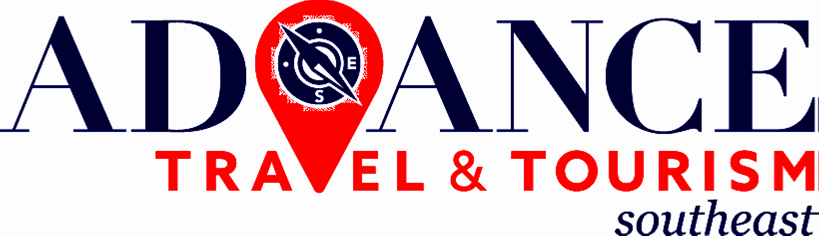 ADVANCE
E
S
TRAVEL & TOURISM
southeast